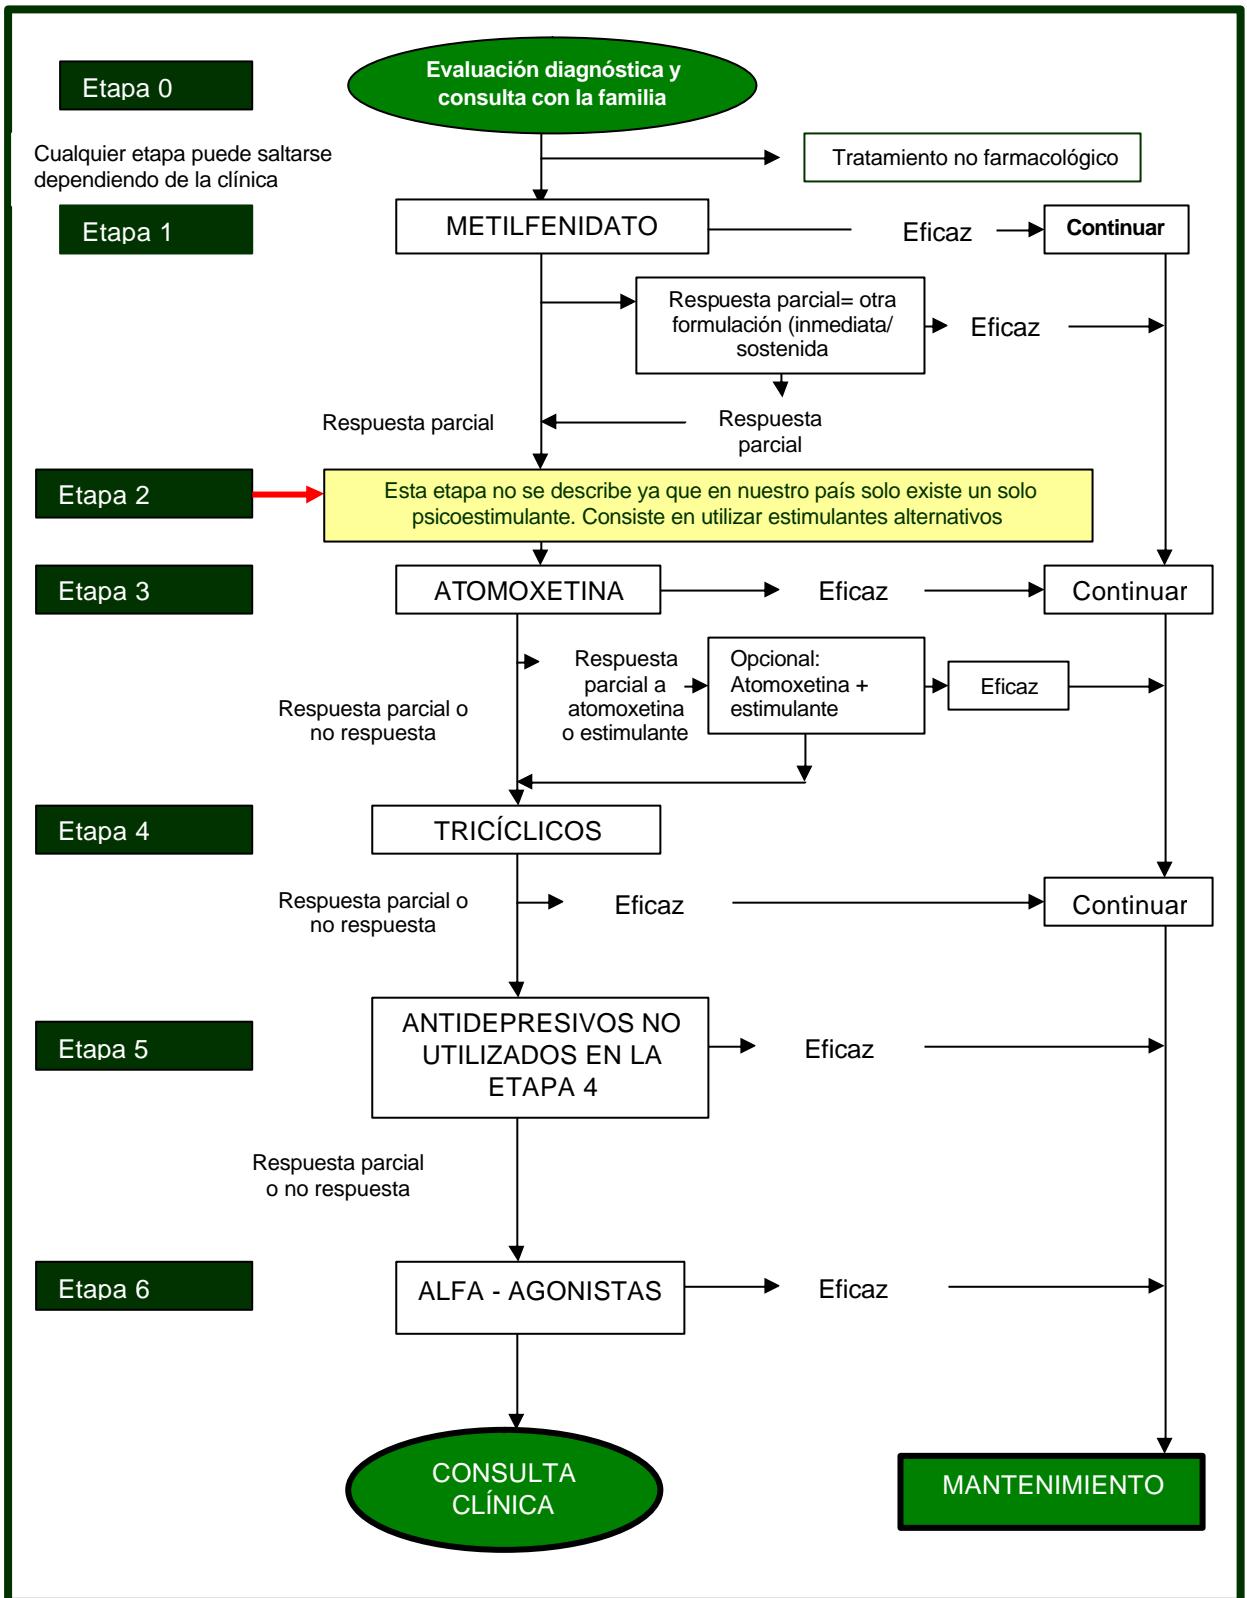 Etapa 0
Evaluación diagnóstica y
consulta con la familia
Cualquier etapa puede saltarse
dependiendo de la clínica
Tratamiento no farmacológico
Etapa 1
METILFENIDATO
Eficaz
Continuar
Respuesta parcial= otra
formulación (inmediata/
sostenida
Eficaz
Respuesta parcial
Respuesta
parcial
Etapa 2
Esta etapa no se describe ya que en nuestro país solo existe un solo
psicoestimulante. Consiste en utilizar estimulantes alternativos
Etapa 3
ATOMOXETINA
Eficaz
Continuar
Respuesta parcial o
no respuesta
Respuesta
parcial a
atomoxetina
o estimulante
Opcional:
Atomoxetina +
estimulante
Eficaz
Etapa 4
TRICÍCLICOS
Respuesta parcial o
no respuesta
Eficaz
Continuar
Etapa 5
ANTIDEPRESIVOS NO
UTILIZADOS EN LA
ETAPA 4
Eficaz
Respuesta parcial
o no respuesta
Etapa 6
ALFA - AGONISTAS
Eficaz
CONSULTA
CLÍNICA
MANTENIMIENTO